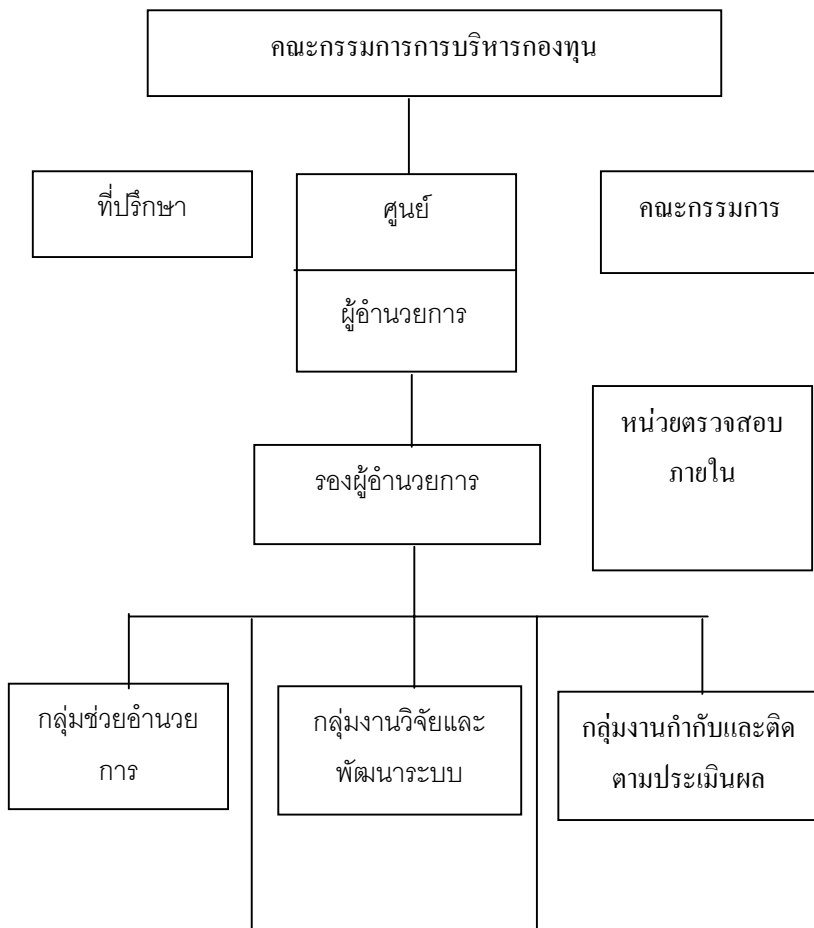 คณะกรรมการการบริหารกองทุน
ที่ปรึกษา
ศูนย์
คณะกรรมการ
ผู้อำนวยการ
หน่วยตรวจสอบ
ภายใน
รองผู้อำนวยการ
กลุ่มช่วยอำนวย
การ
กลุ่มงานวิจัยและ
พัฒนาระบบ
กลุ่มงานกำกับและติด
ตามประเมินผล